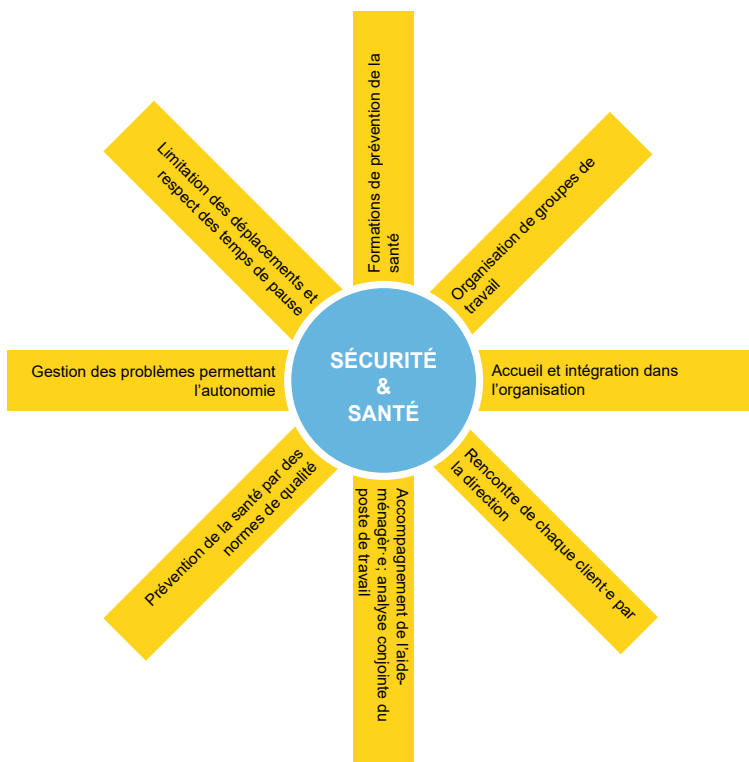 Formations de prévention de la
santé
Organisation de groupes de
travail
Accueil et intégration dans
l’organisation
Rencontre de chaque client·e par
la direction
Accompagnement de l’aide-
ménagèr·e; analyse conjointe du
poste de travail
Prévention de la santé par des
normes de qualité
Gestion des problèmes permettant
l’autonomie
Limitation des déplacements et
respect des temps de pause
SÉCURITÉ
&
SANTÉ